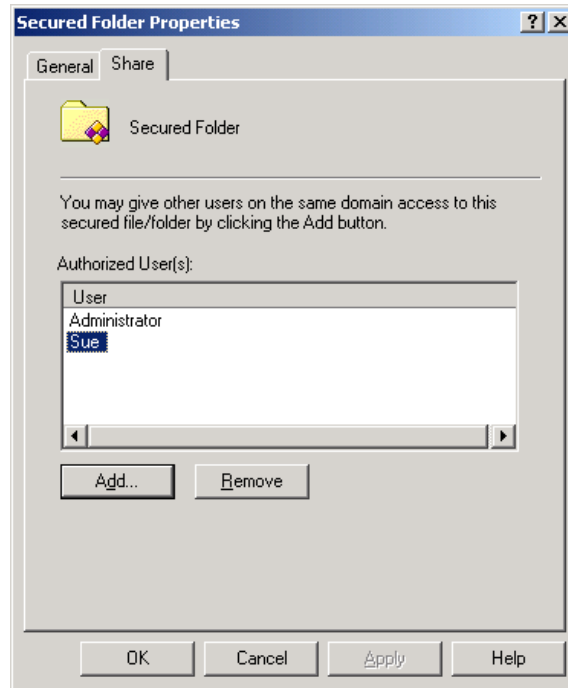 Secured Folder Properties
General Share
Secured Folder
You may give other users on the same domain access to this
secured file/folder by clicking the Add button.
Authorized User(s):
User
Administrator
Sue
Add... Remove
OK Cancel Apply Help